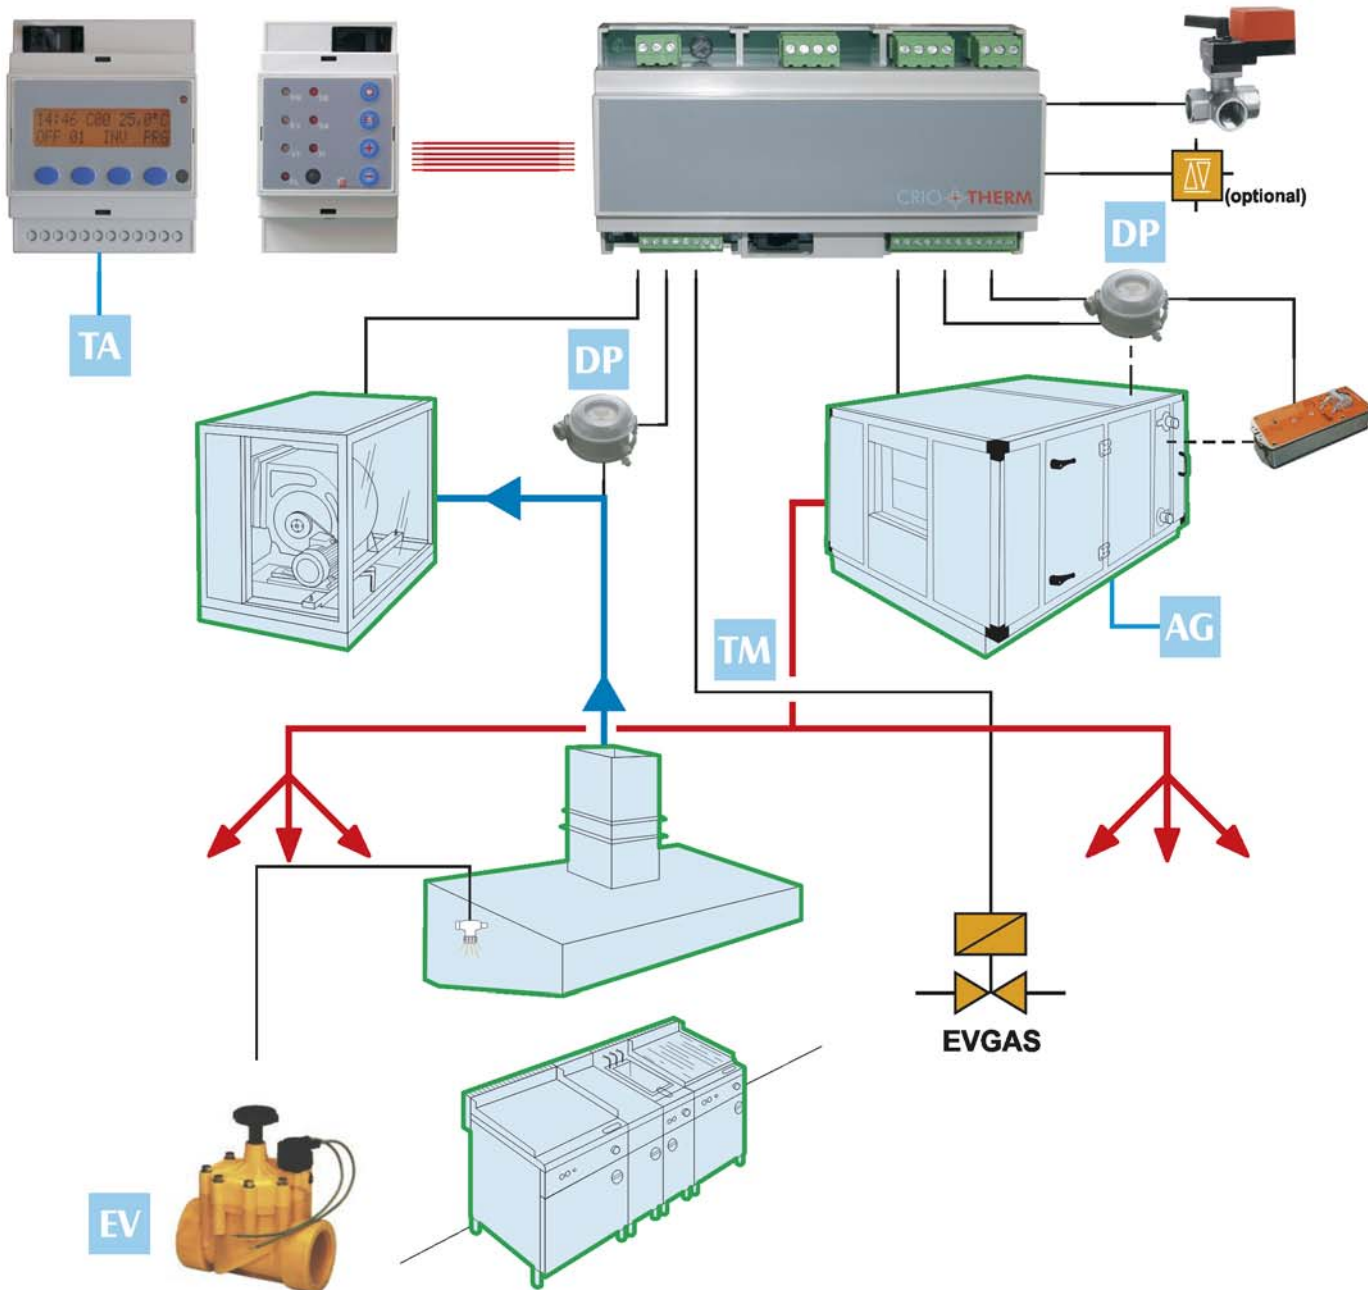 14:46 C00 25,0°C
OFF 01 INV PRG
CRIO THERM
(optional)
DP
TA
DP
TM
AG
EVGAS
EV